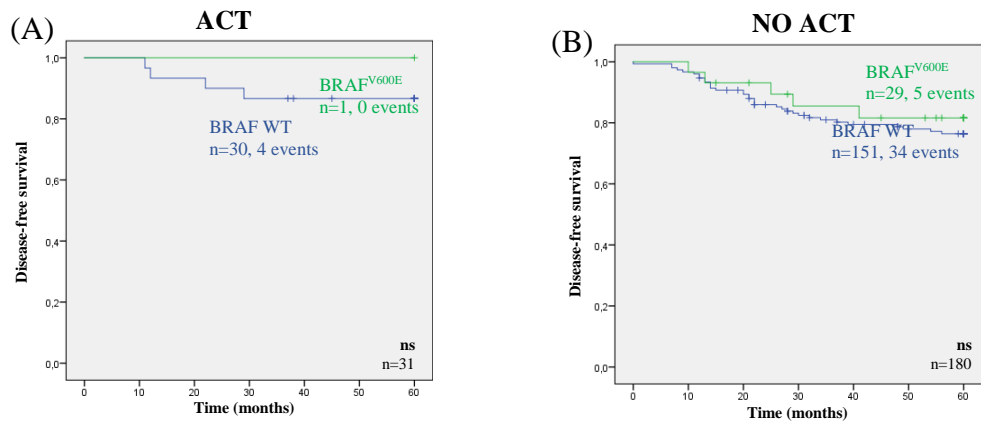 (A)
ACT
Disease-free survival
1,0
0,8
0,6
0,4
0,2
0,0
BRAFV600E
n=1, 0 events
BRAF WT
n=30, 4 events
ns
n=31
0 10 20 30 40 50 60
Time (months)
(B)
NO ACT
Disease-free survival
1,0
0,8
0,6
0,4
0,2
0,0
BRAFV600E
n=29, 5 events
BRAF WT
n=151, 34 events
ns
n=180
0 10 20 30 40 50 60
Time (months)